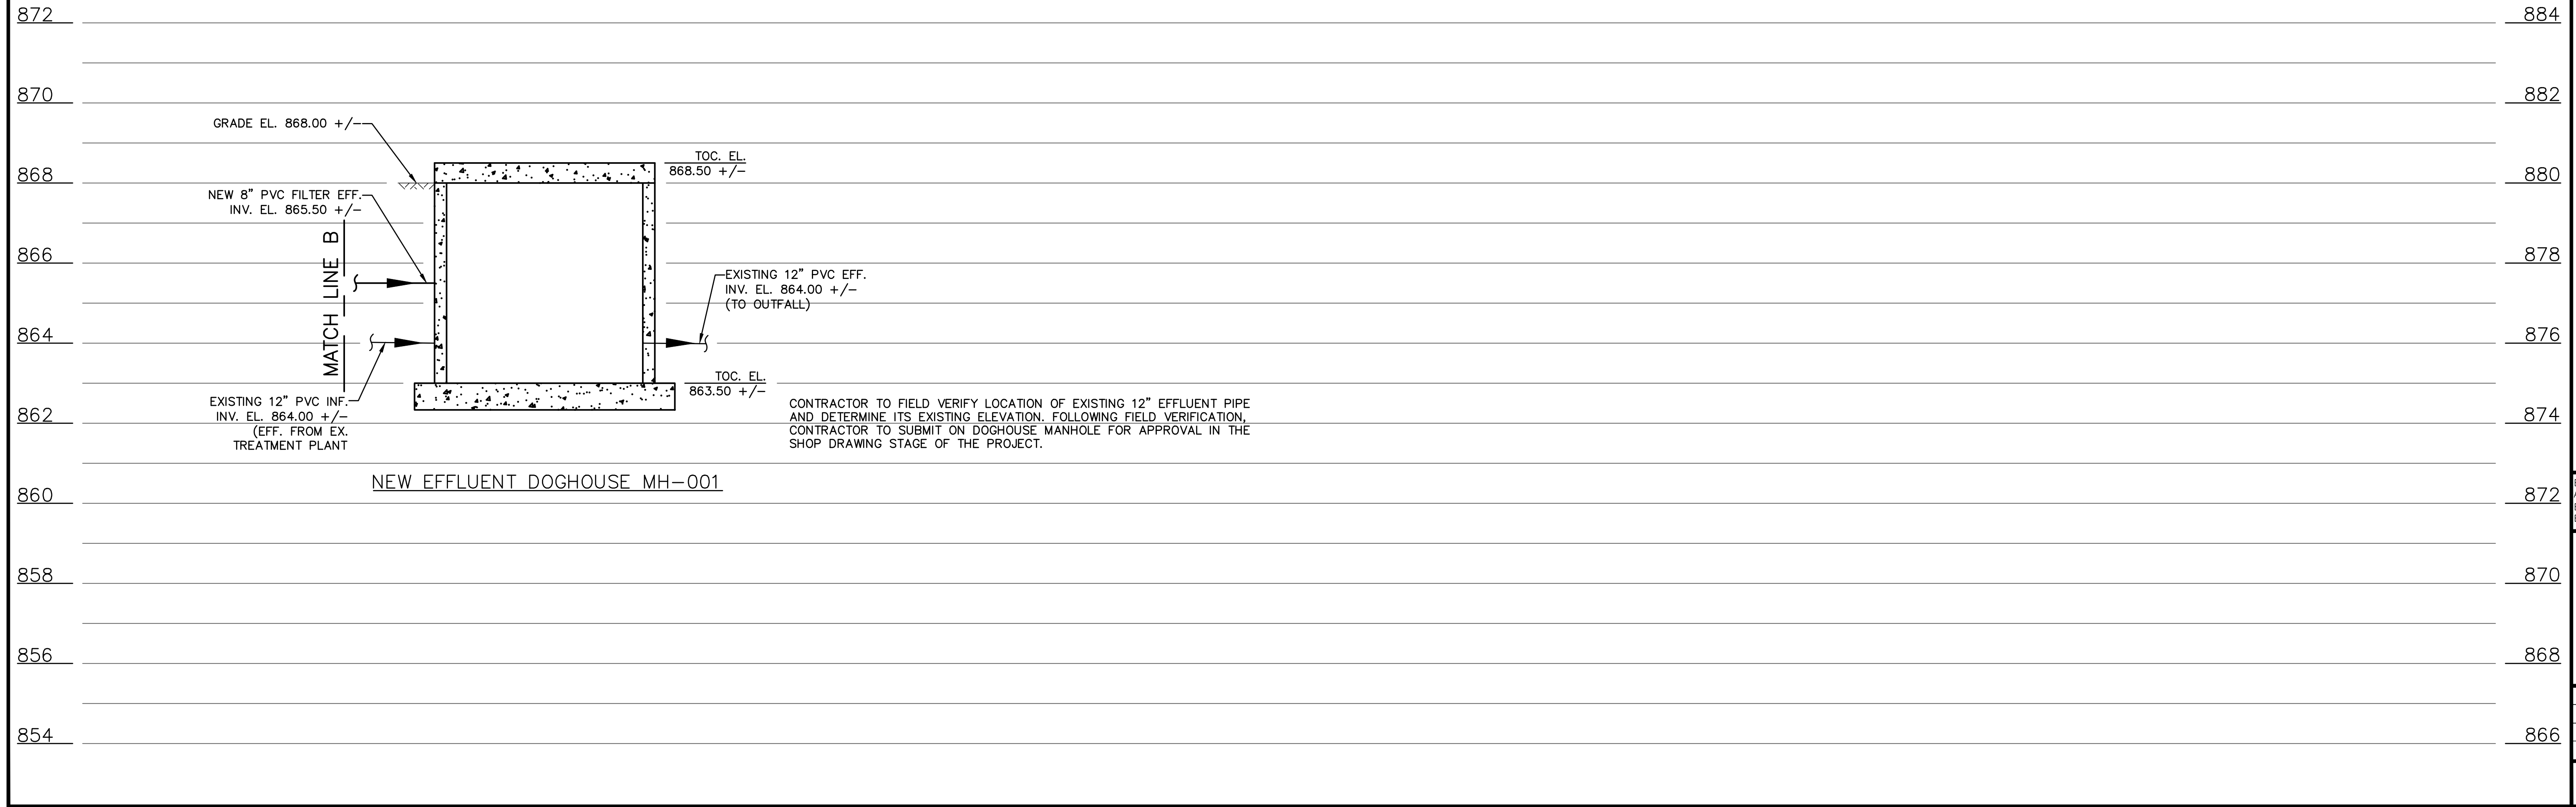 872
884
870
882
GRADE EL. 868.00 +/-
TOC. EL.
868.50 +/-
868
880
NEW 8" PVC FILTER EFF.
INV. EL. 865.50 +/-
MATCH LINE B
866
878
EXISTING 12" PVC EFF.
INV. EL. 864.00 +/-
(TO OUTFALL)
864
876
TOC. EL.
863.50 +/-
EXISTING 12" PVC INF.
INV. EL. 864.00 +/-
(EFF. FROM EX.
TREATMENT PLANT
862
874
CONTRACTOR TO FIELD VERIFY LOCATION OF EXISTING 12" EFFLUENT PIPE
AND DETERMINE ITS EXISTING ELEVATION. FOLLOWING FIELD VERIFICATION,
CONTRACTOR TO SUBMIT ON DOGHOUSE MANHOLE FOR APPROVAL IN THE
SHOP DRAWING STAGE OF THE PROJECT.
NEW EFFLUENT DOGHOUSE MH-001
860
872
858
870
856
868
854
866